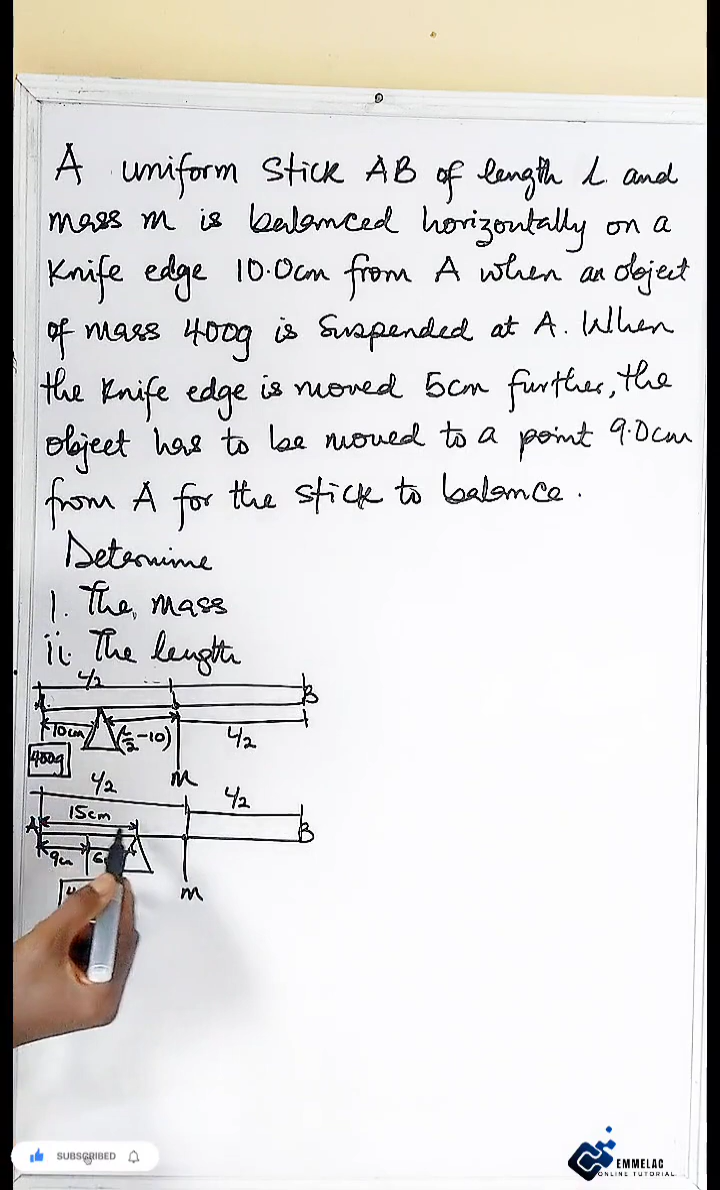 A uniform stick AB of length L and
mass m is balanced horizontally on a
knife edge 10.0cm from A when an object
of mass 400g is suspended at A. When
the knife edge is moved 5cm further, the
object has to be moved to a point 9.0cm
from A for the stick to balance.
Determine
i. The mass
ii. The length
L/2
B
10cm (L/2-10) L/2
400g
m
L/2 L/2
15cm
A B
9cm 6
m
SUBSCRIBED
EMMELAC
ONLINE TUTORIAL